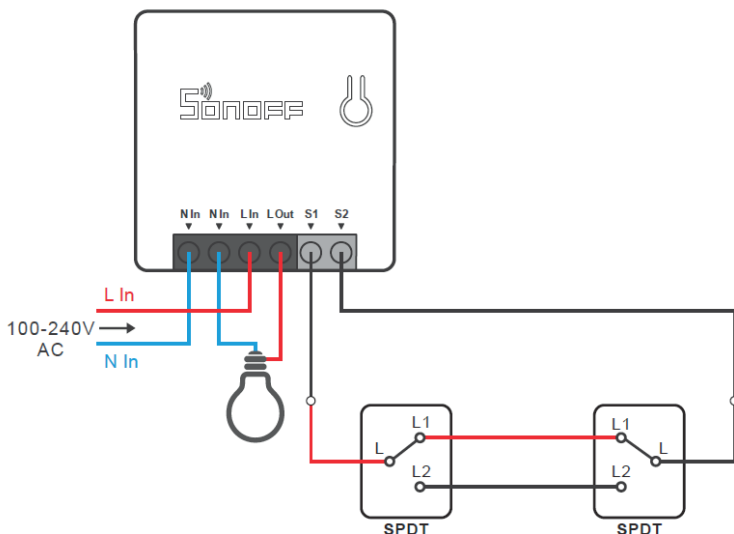 SONOFF
N In N In L In L Out S1 S2
L In
100-240V
AC
N In
L1
L
L2
SPDT
L1
L
L2
SPDT